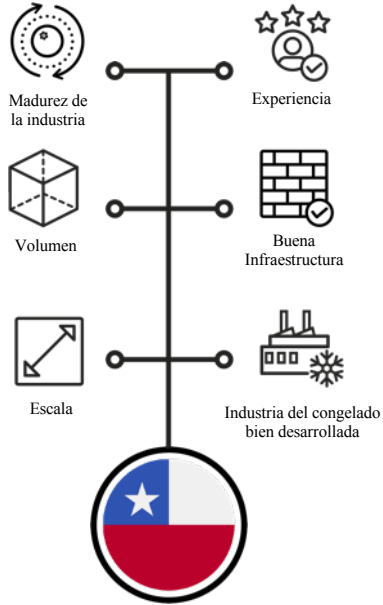 Madurez de
la industria
Experiencia
Volumen
Buena
Infraestructura
Escala
Industria del congelado
bien desarrollada